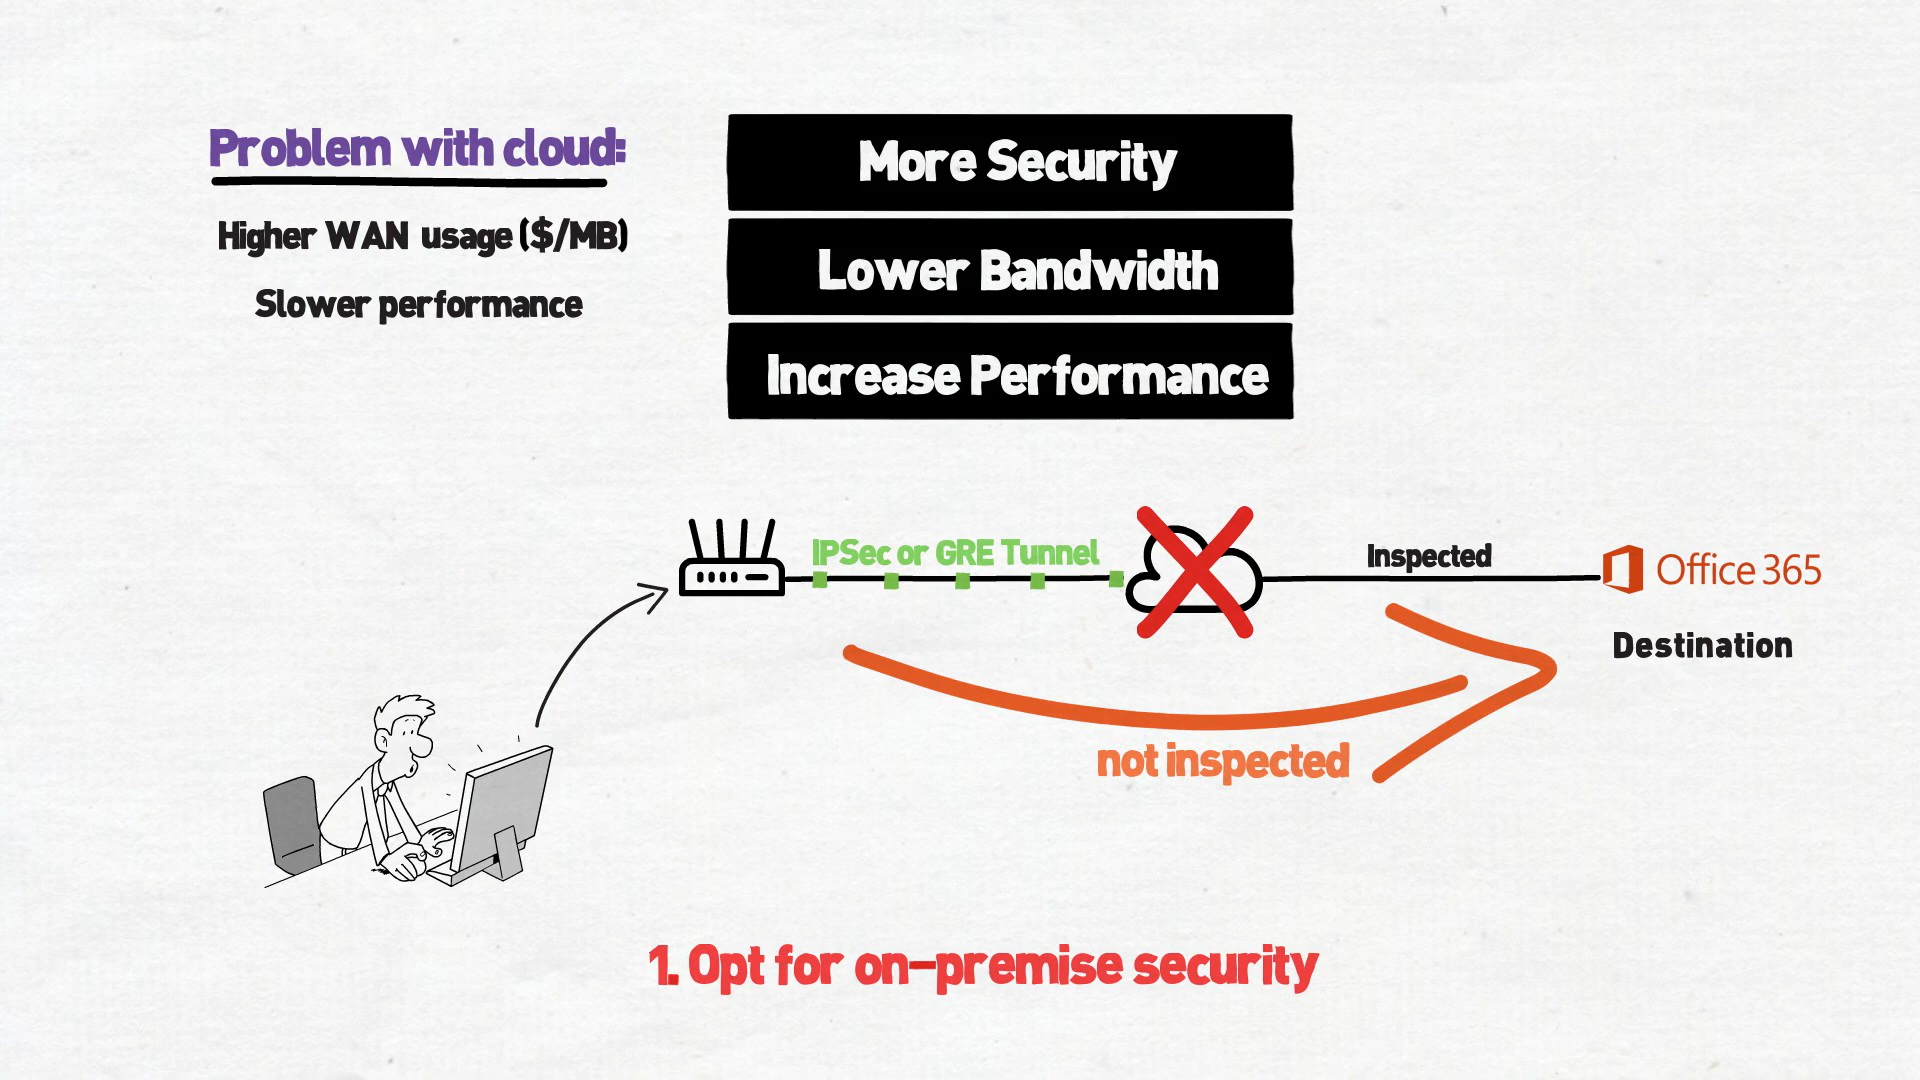 Problem with cloud:
Higher WAN usage ($/MB)
Slower performance
More Security
Lower Bandwidth
Increase Performance
IPSec or GRE Tunnel
Inspected
Office 365
Destination
not inspected
1. Opt for on-premise security